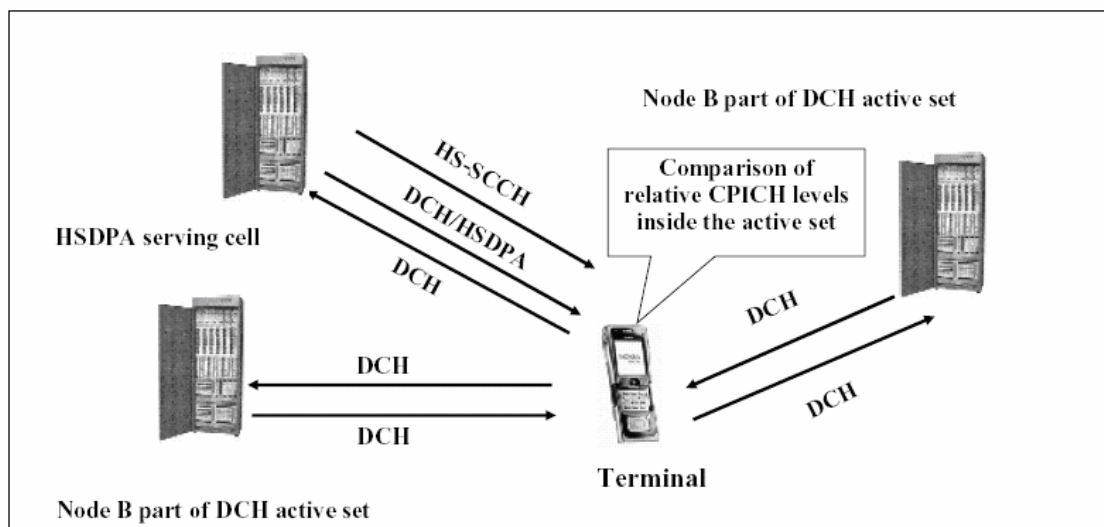 Node B part of DCH active set
HS-SCCH
Comparison of
relative CPICH levels
inside the active set
HSDPA serving cell
DCH/HSDPA
DCH
DCH
DCH
DCH
DCH
Terminal
Node B part of DCH active set